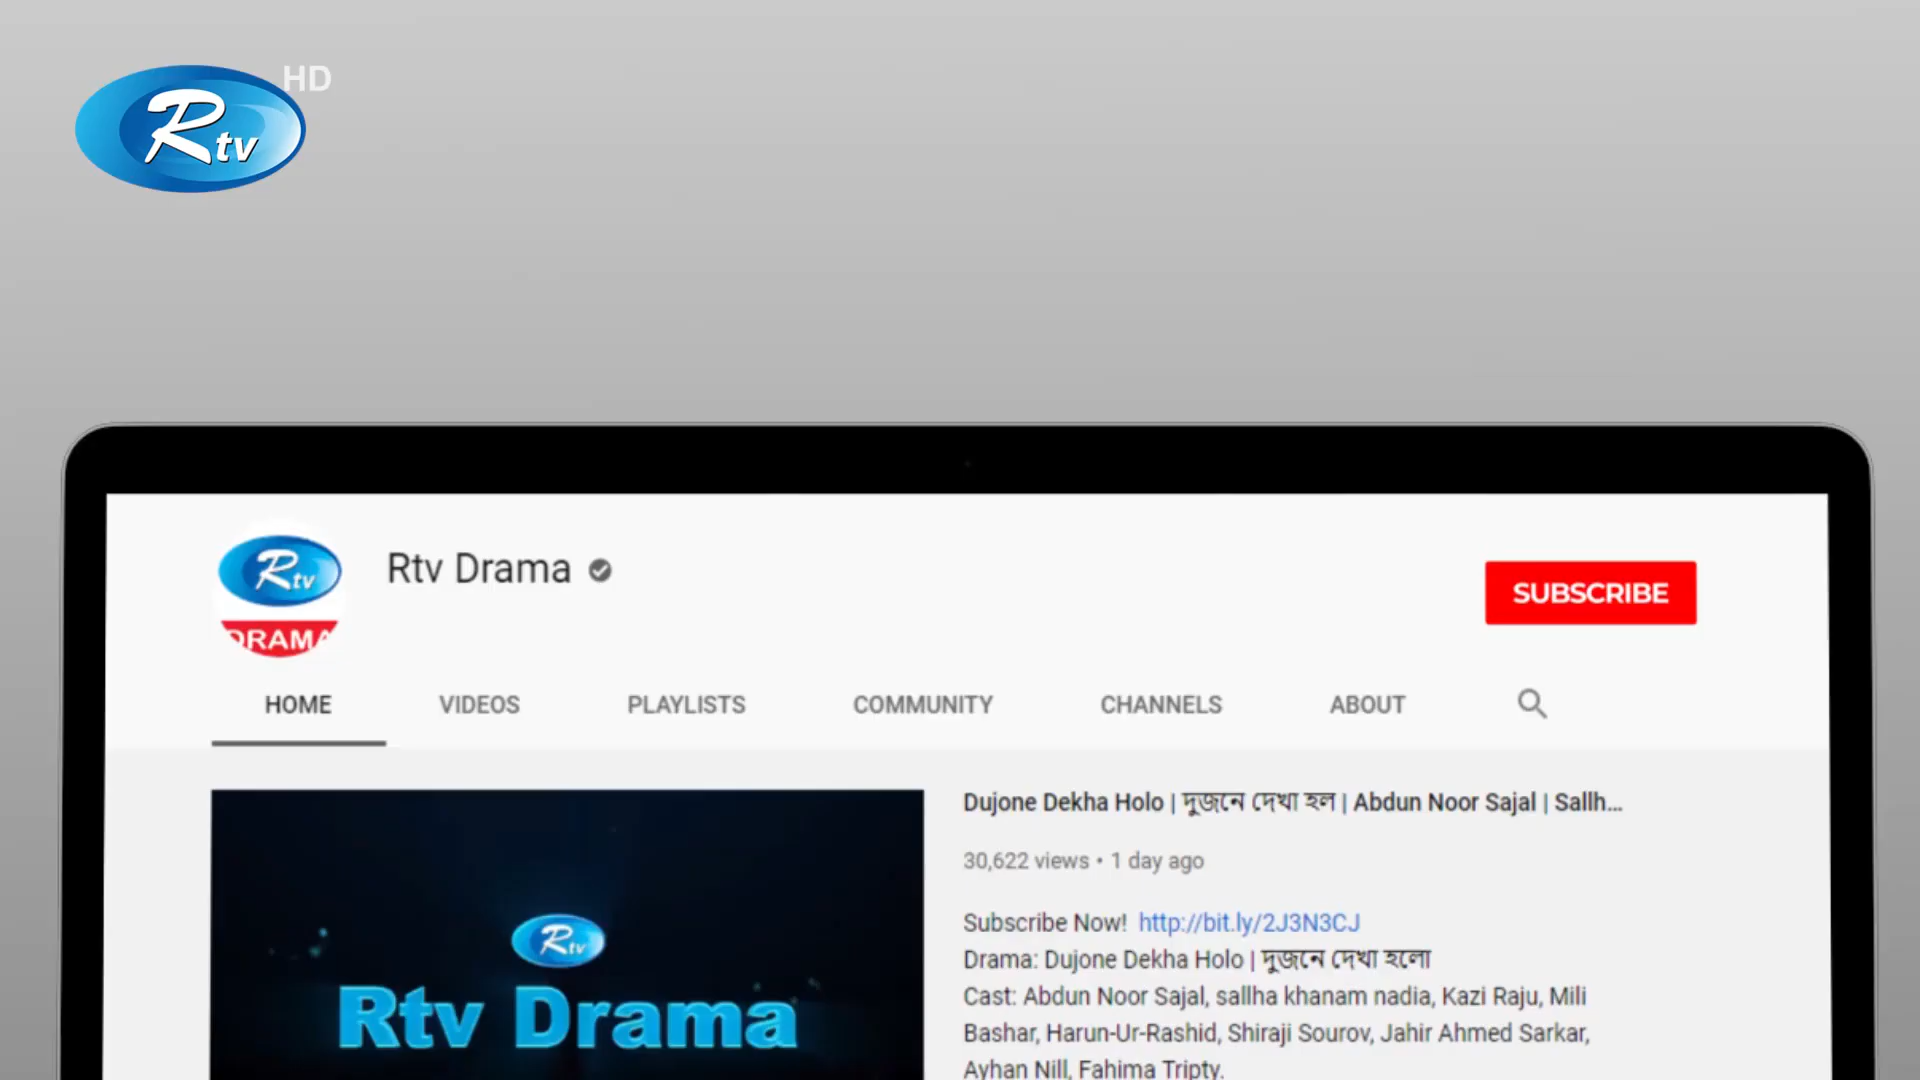 Rtv HD
Rtv
DRAMA
Rtv Drama
SUBSCRIBE
HOME VIDEOS PLAYLISTS COMMUNITY CHANNELS ABOUT
Rtv
Rtv Drama
Dujone Dekha Holo | দুজনে দেখা হল | Abdun Noor Sajal | Sallh...
30,622 views • 1 day ago
Subscribe Now! http://bit.ly/2J3N3CJ
Drama: Dujone Dekha Holo | দুজনে দেখা হলো
Cast: Abdun Noor Sajal, sallha khanam nadia, Kazi Raju, Mili
Bashar, Harun-Ur-Rashid, Shiraji Sourov, Jahir Ahmed Sarkar,
Ayhan Nill, Fahima Tripty.